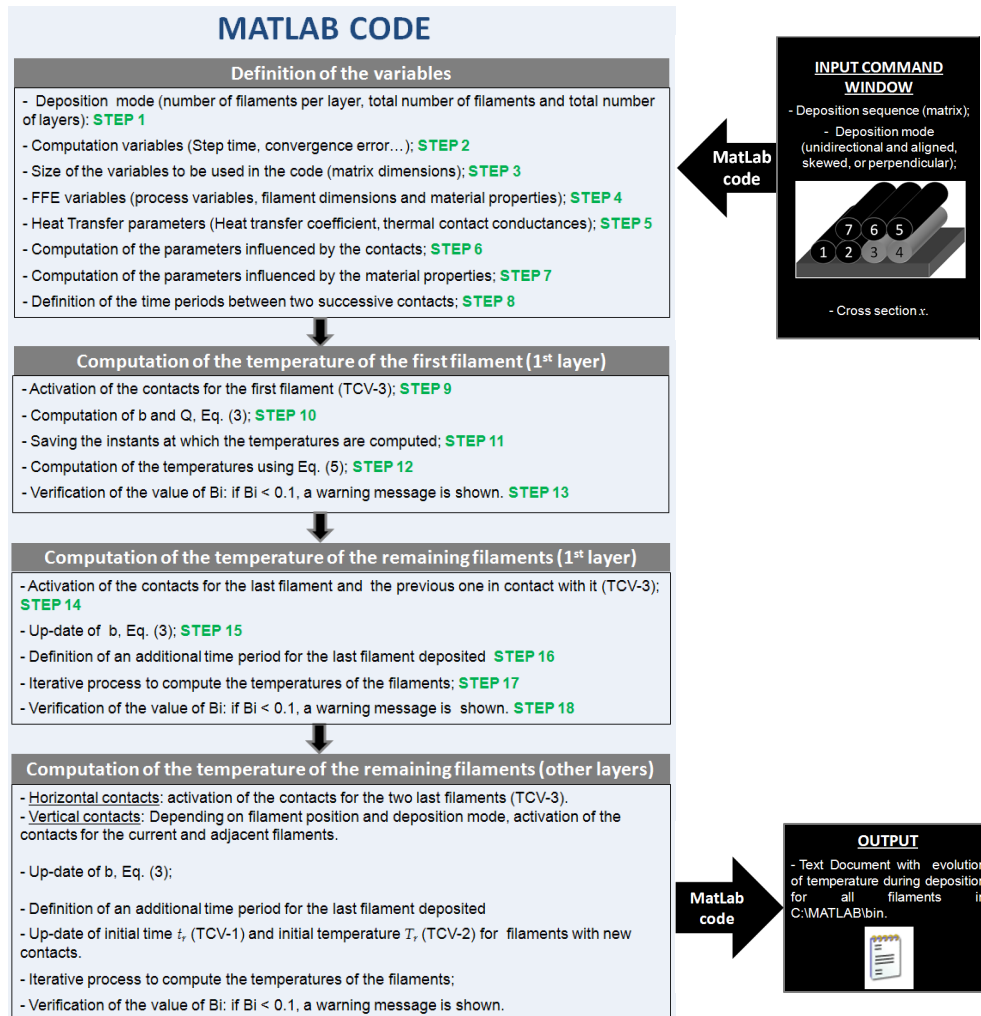 MATLAB CODE
Definition of the variables
- Deposition mode (number of filaments per layer, total number of filaments and total number
of layers): STEP 1
- Computation variables (Step time, convergence error…); STEP 2
- Size of the variables to be used in the code (matrix dimensions); STEP 3
- FFE variables (process variables, filament dimensions and material properties); STEP 4
- Heat Transfer parameters (Heat transfer coefficient, thermal contact conductances); STEP 5
- Computation of the parameters influenced by the contacts; STEP 6
- Computation of the parameters influenced by the material properties; STEP 7
- Definition of the time periods between two successive contacts; STEP 8
Computation of the temperature of the first filament (1st layer)
- Activation of the contacts for the first filament (TCV-3); STEP 9
- Computation of b and Q, Eq. (3); STEP 10
- Saving the instants at which the temperatures are computed; STEP 11
- Computation of the temperatures using Eq. (5); STEP 12
- Verification of the value of Bi: if Bi < 0.1, a warning message is shown. STEP 13
Computation of the temperature of the remaining filaments (1st layer)
- Activation of the contacts for the last filament and the previous one in contact with it (TCV-3);
STEP 14
- Up-date of b, Eq. (3); STEP 15
- Definition of an additional time period for the last filament deposited STEP 16
- Iterative process to compute the temperatures of the filaments; STEP 17
- Verification of the value of Bi: if Bi < 0.1, a warning message is shown. STEP 18
Computation of the temperature of the remaining filaments (other layers)
- Horizontal contacts: activation of the contacts for the two last filaments (TCV-3).
- Vertical contacts: Depending on filament position and deposition mode, activation of the
contacts for the current and adjacent filaments.
- Up-date of b, Eq. (3);
- Definition of an additional time period for the last filament deposited
- Up-date of initial time tr (TCV-1) and initial temperature Tr (TCV-2) for filaments with new
contacts.
- Iterative process to compute the temperatures of the filaments;
- Verification of the value of Bi: if Bi < 0.1, a warning message is shown.
MatLab
code
INPUT COMMAND
WINDOW
- Deposition sequence (matrix);
- Deposition mode
(unidirectional and aligned,
skewed, or perpendicular);
7 6 5
1 2 3 4
- Cross section x.
MatLab
code
OUTPUT
- Text Document with evolution
of temperature during deposition
for all filaments in
C:\MATLAB\bin.